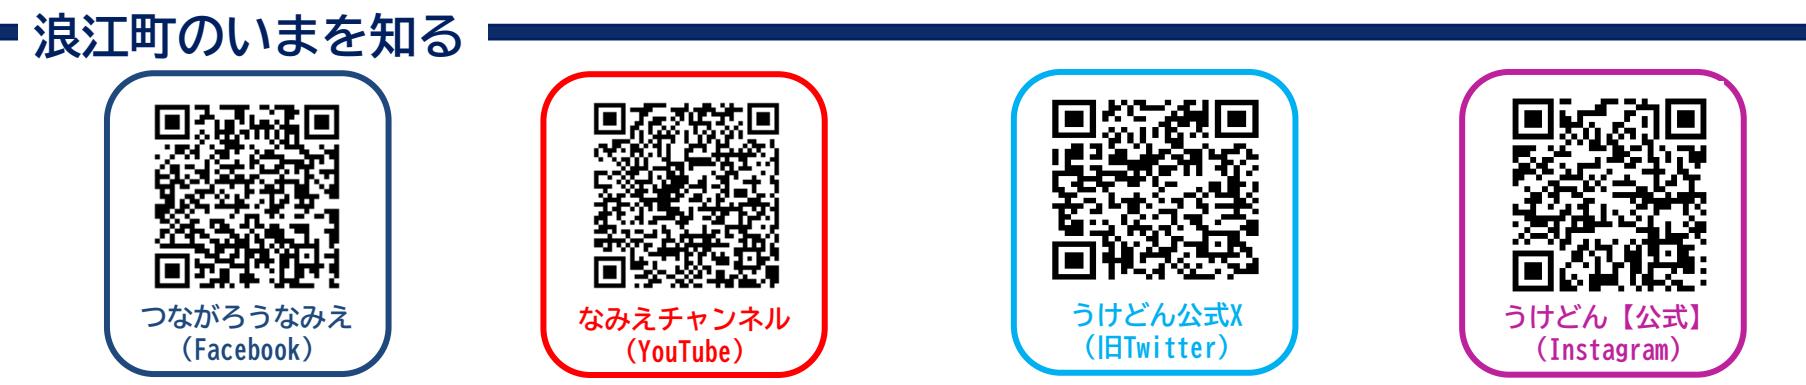 浪江町のいまを知る
つながろうなみえ
（Facebook）
なみえチャンネル
（YouTube）
うけどん公式X
（旧Twitter）
うけどん【公式】
（Instagram）